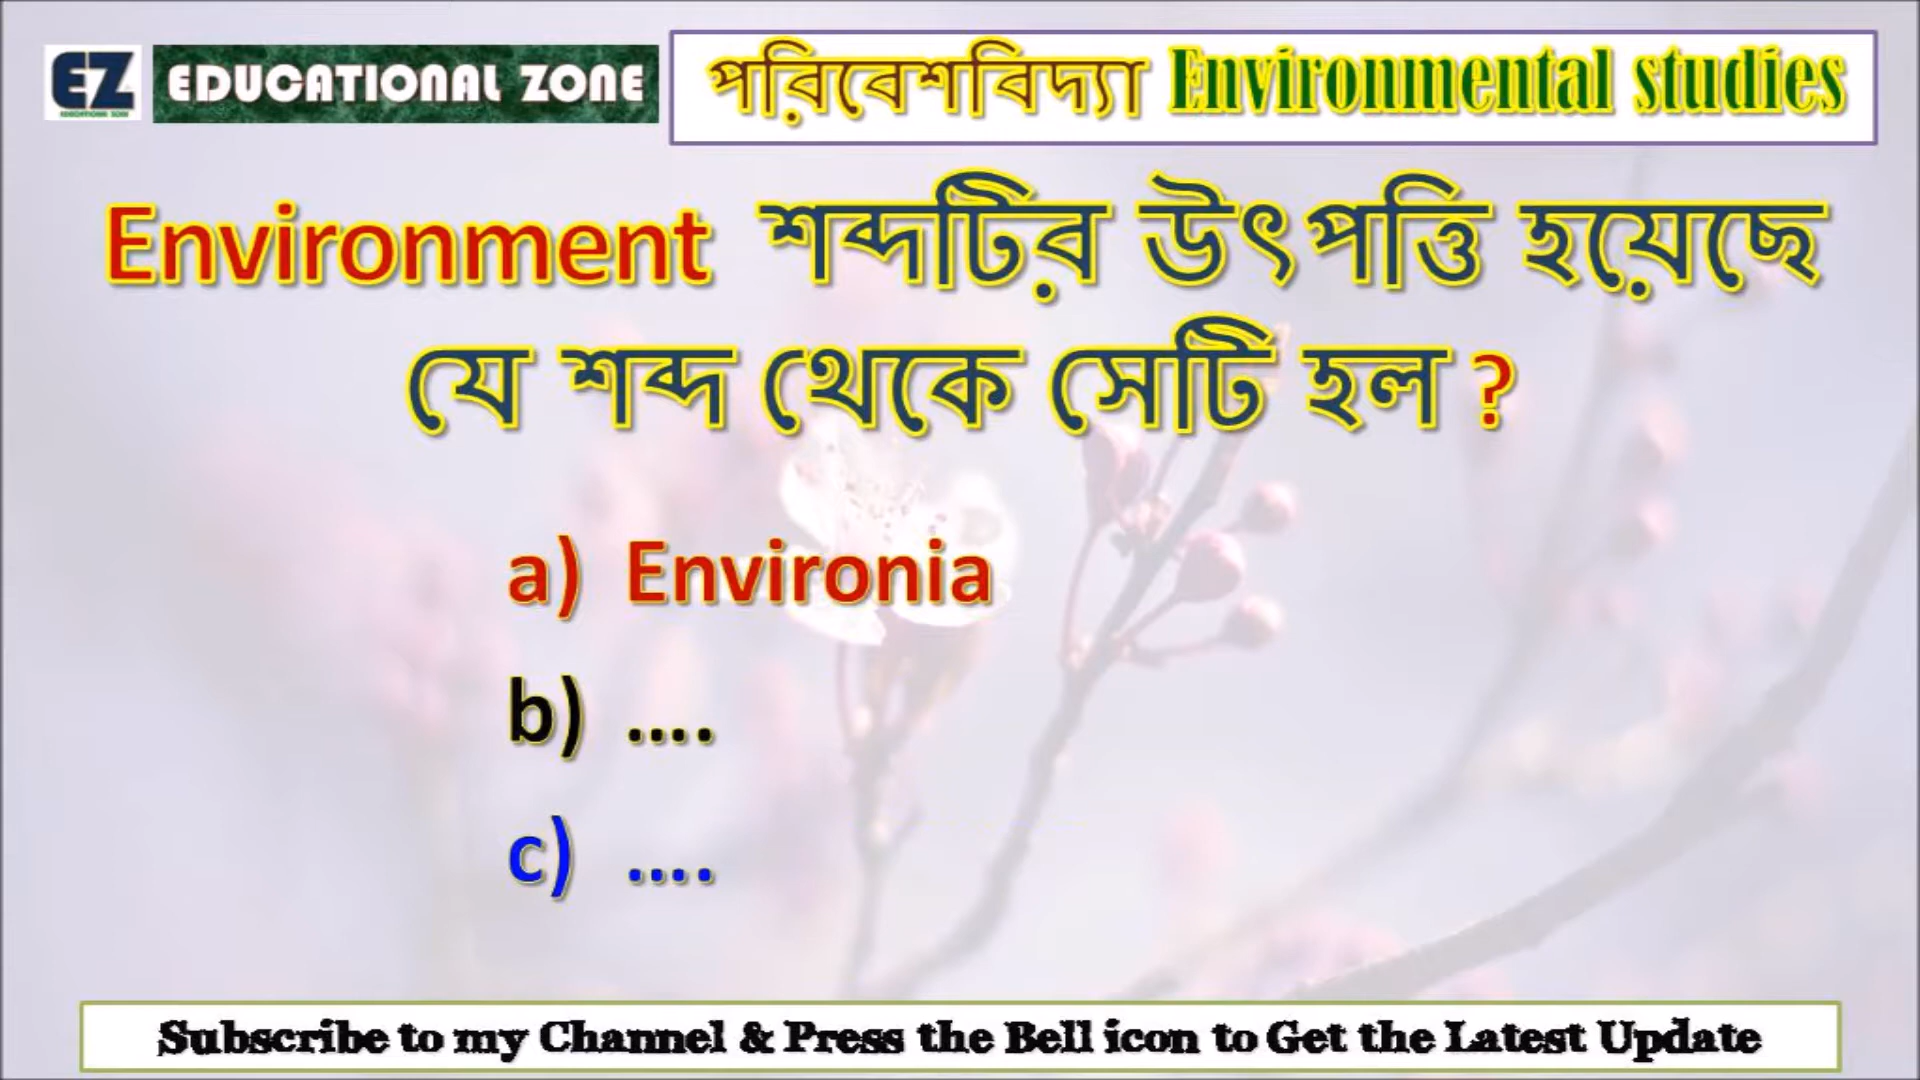 EZ EDUCATIONAL ZONE
পরিবেশবিদ্যা Environmental studies
Environment শব্দটির উৎপত্তি হয়েছে
যে শব্দ থেকে সেটি হল ?
a) Environia
b) ....
c) ....
Subscribe to my Channel & Press the Bell icon to Get the Latest Update